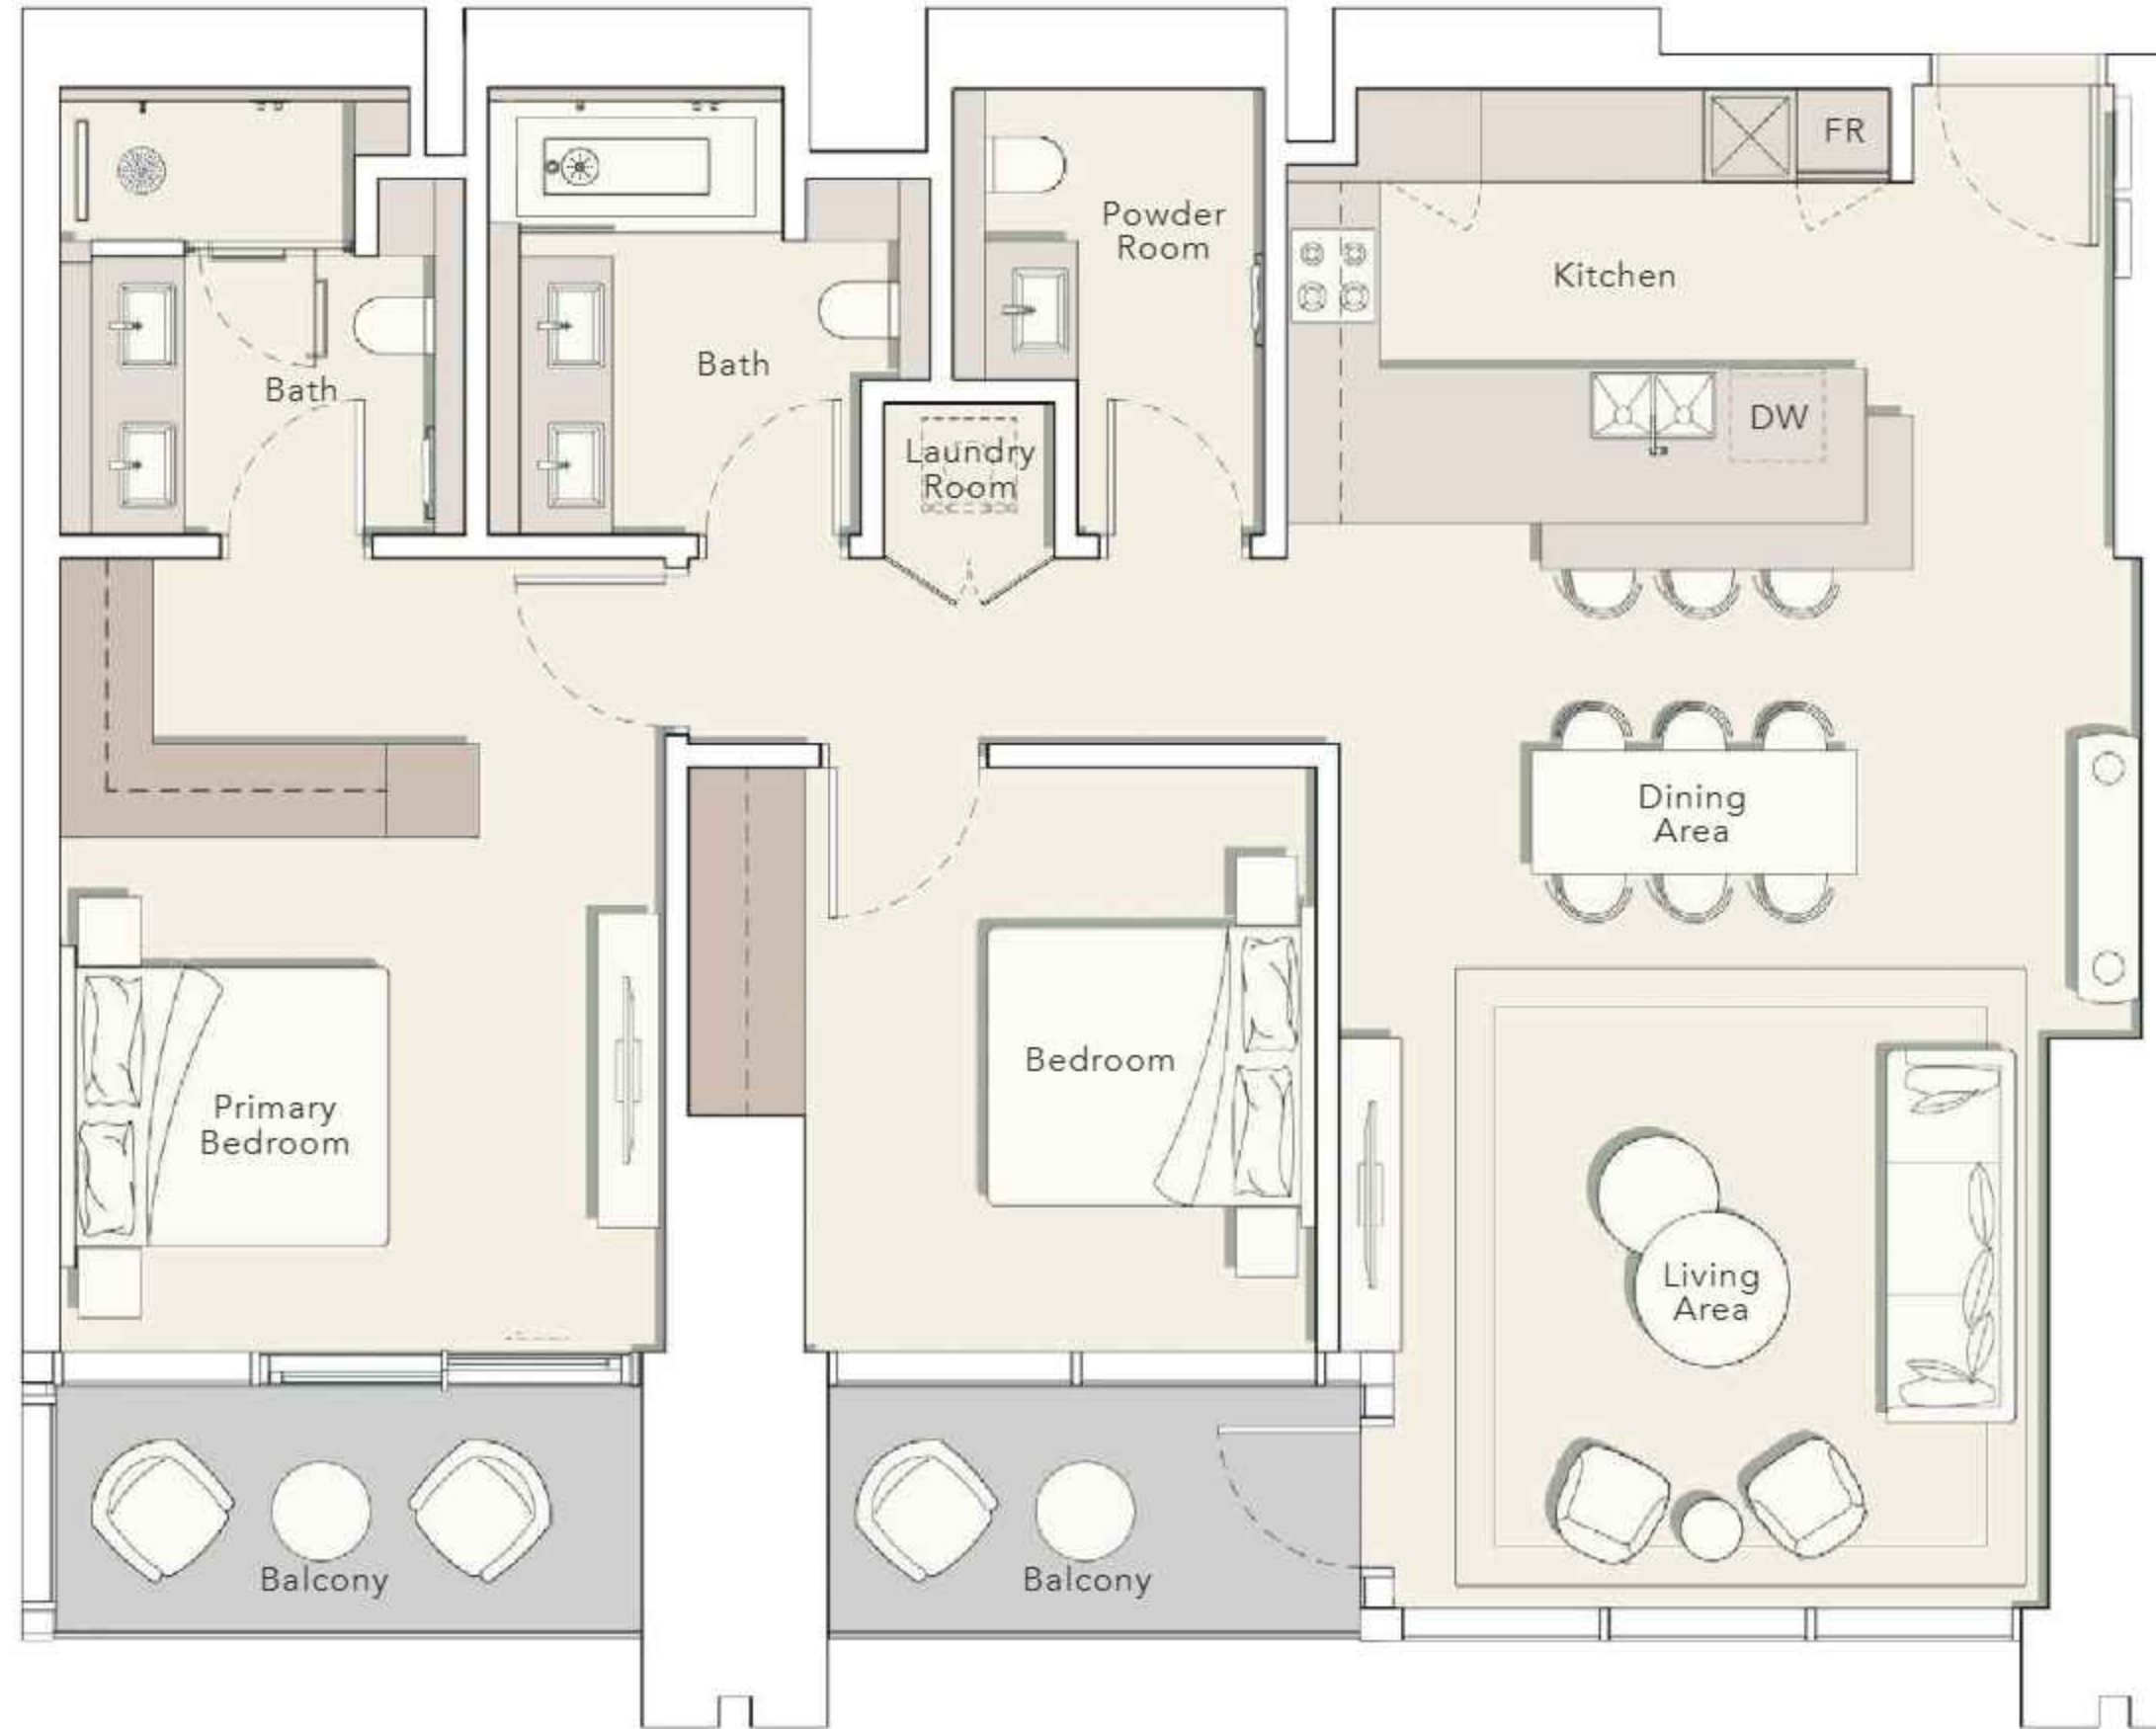 FR
Powder
Room
Kitchen
Bath
Bath
DW
Laundry
Room
Dining
Area
Bedroom
Primary
Bedroom
Living
Area
Balcony
Balcony